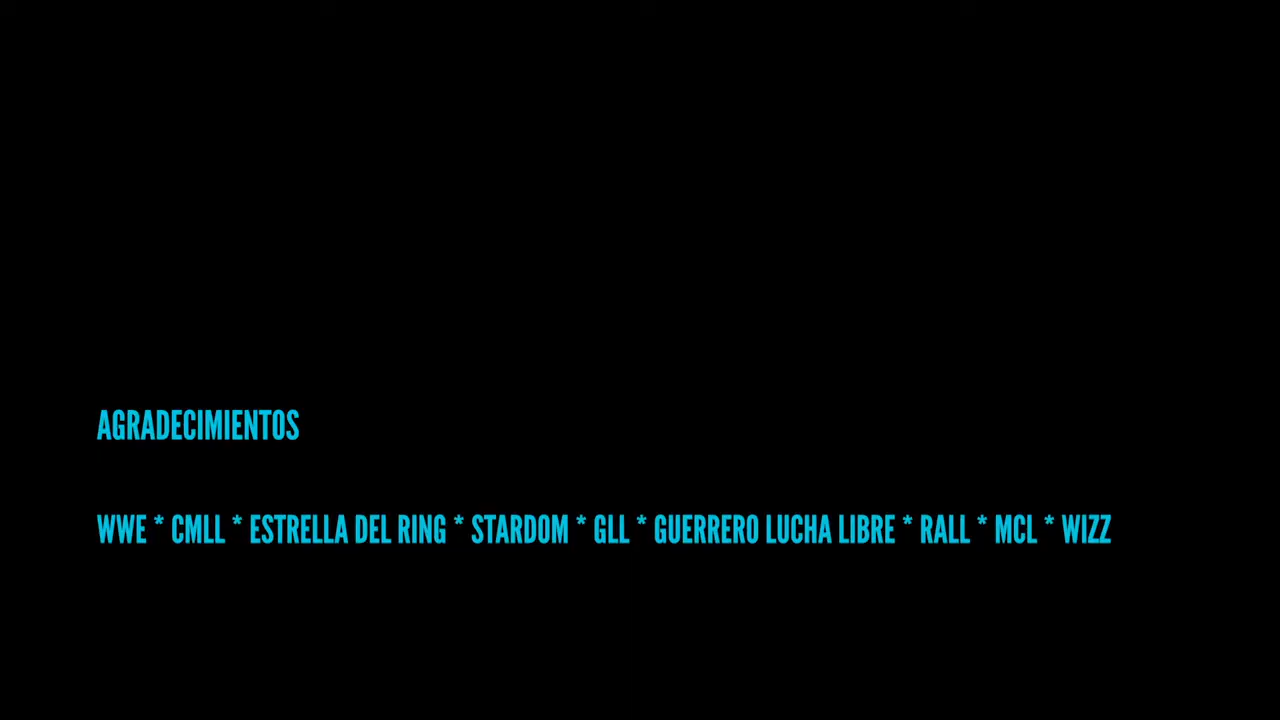 AGRADECIMIENTOS
WWE * CMLL * ESTRELLA DEL RING * STARDOM * GLL * GUERRERO LUCHA LIBRE * RALL * MCL * WIZZ